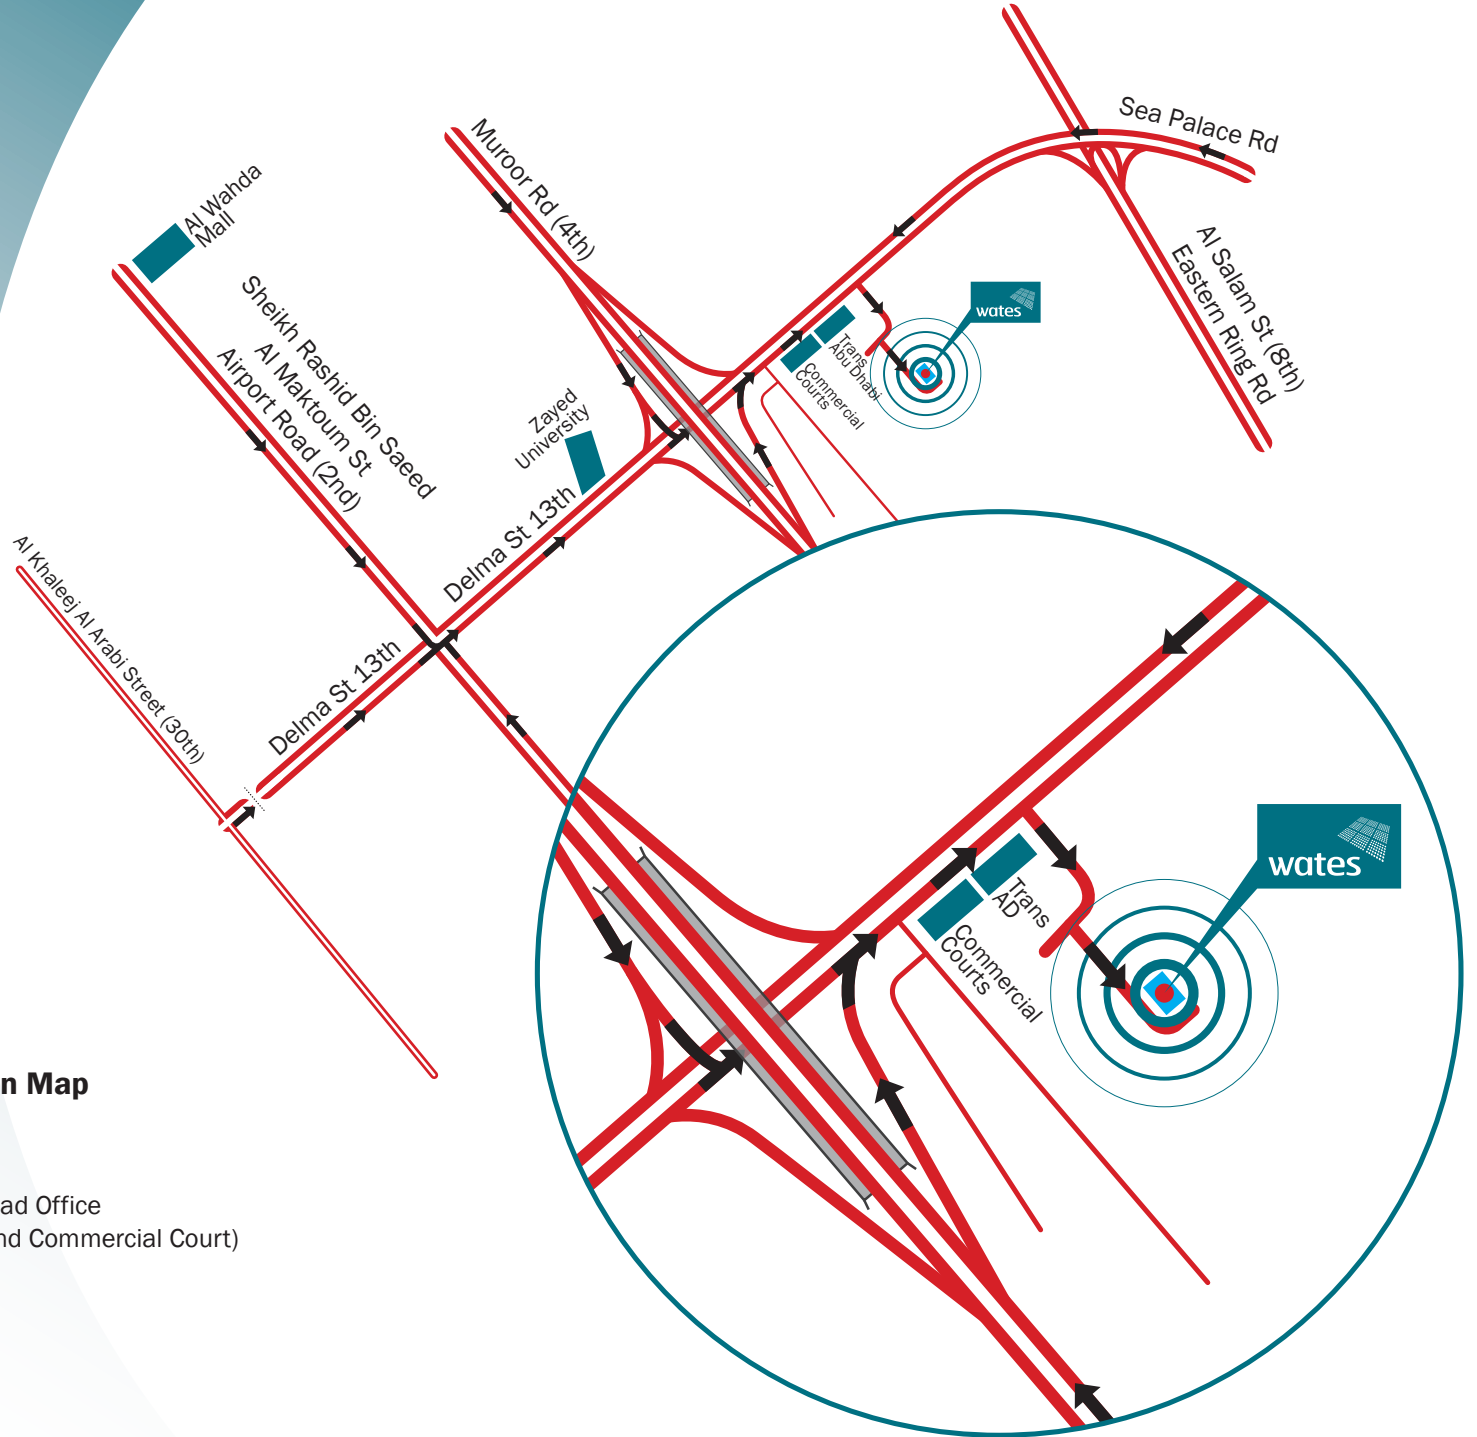 Sea Palace Rd
Muroor Rd (4th)
Al Wahda
Mall
Al Salam St (8th)
Eastern Ring Rd
wates
Sheikh Rashid Bin Saeed
Al Maktoum St
Airport Road (2nd)
Trans
Abu Dhabi
Commercial
Courts
Zayed
University
Delma St 13th
Al Khaleej Al Arabi Street (30th)
Delma St 13th
wates
Trans
AD
Commercial
Courts
n Map
ad Office
nd Commercial Court)